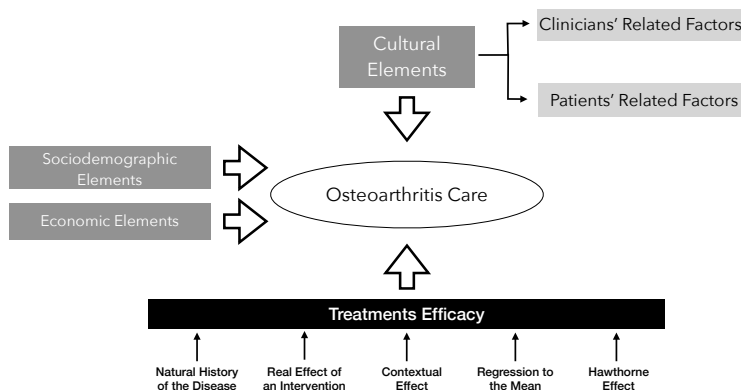 Cultural
Elements
Clinicians’ Related Factors
Patients’ Related Factors
Sociodemographic
Elements
Economic Elements
Osteoarthritis Care
Treatments Efficacy
Natural History
of the Disease
Real Effect of
an Intervention
Contextual
Effect
Regression to
the Mean
Hawthorne
Effect